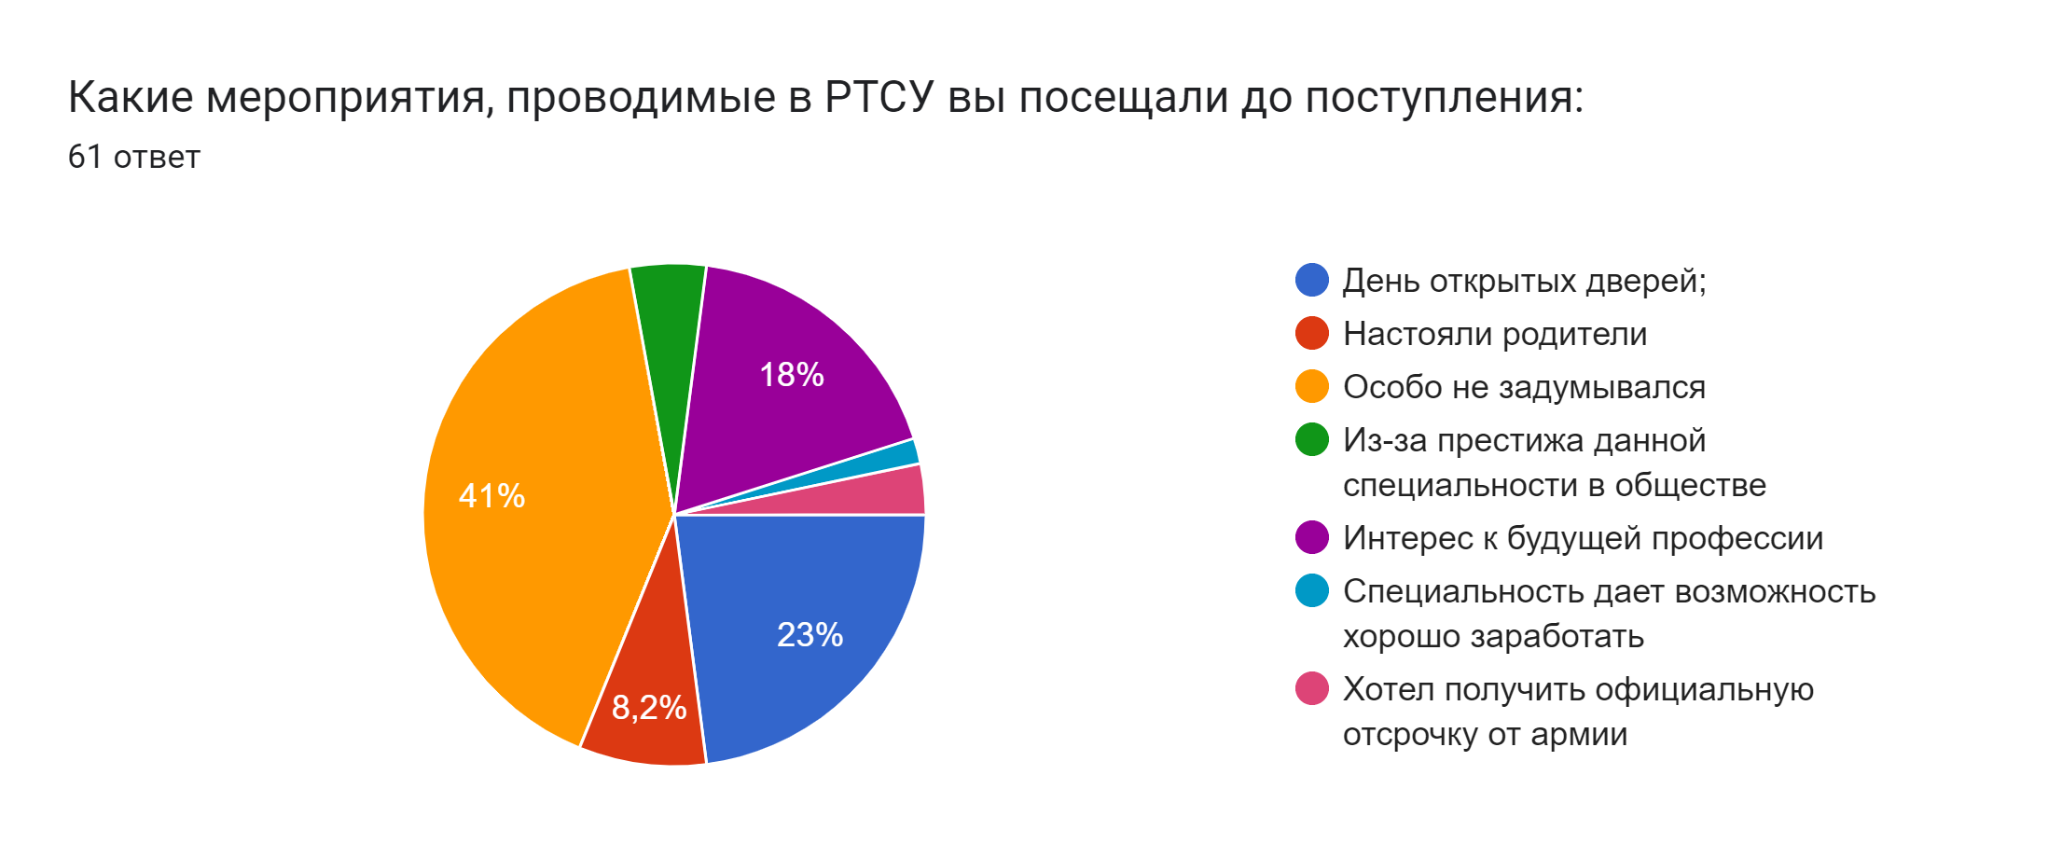 Какие мероприятия, проводимые в РТСУ вы посещали до поступления:
61 ответ
18%
41%
23%
8,2%
День открытых дверей;
Настояли родители
Особо не задумывался
Из-за престижа данной
специальности в обществе
Интерес к будущей профессии
Специальность дает возможность
хорошо заработать
Хотел получить официальную
отсрочку от армии